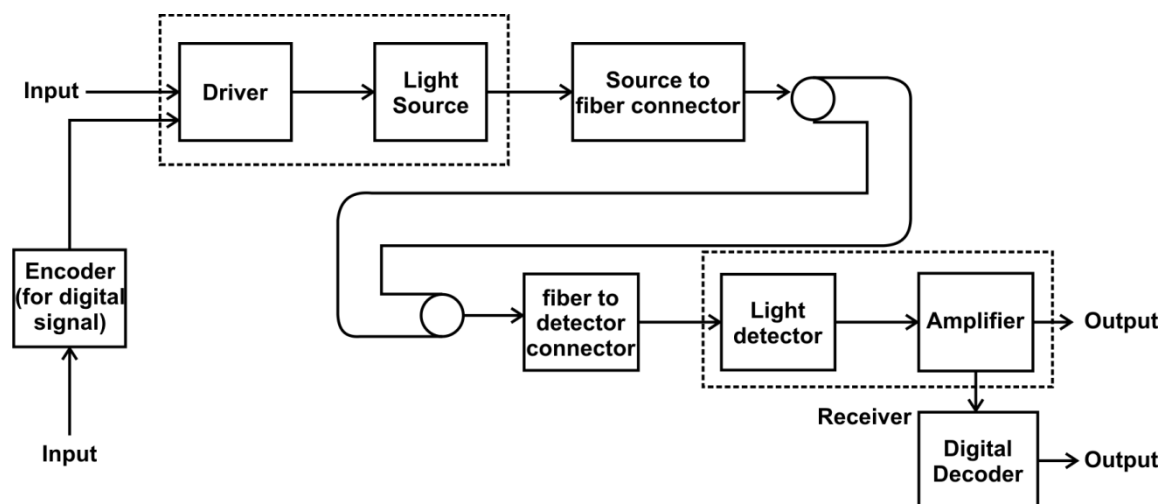 Input
Driver
Light
Source
Source to
fiber connector
Encoder
(for digital
signal)
Input
fiber to
detector
connector
Light
detector
Amplifier
Output
Receiver
Digital
Decoder
Output